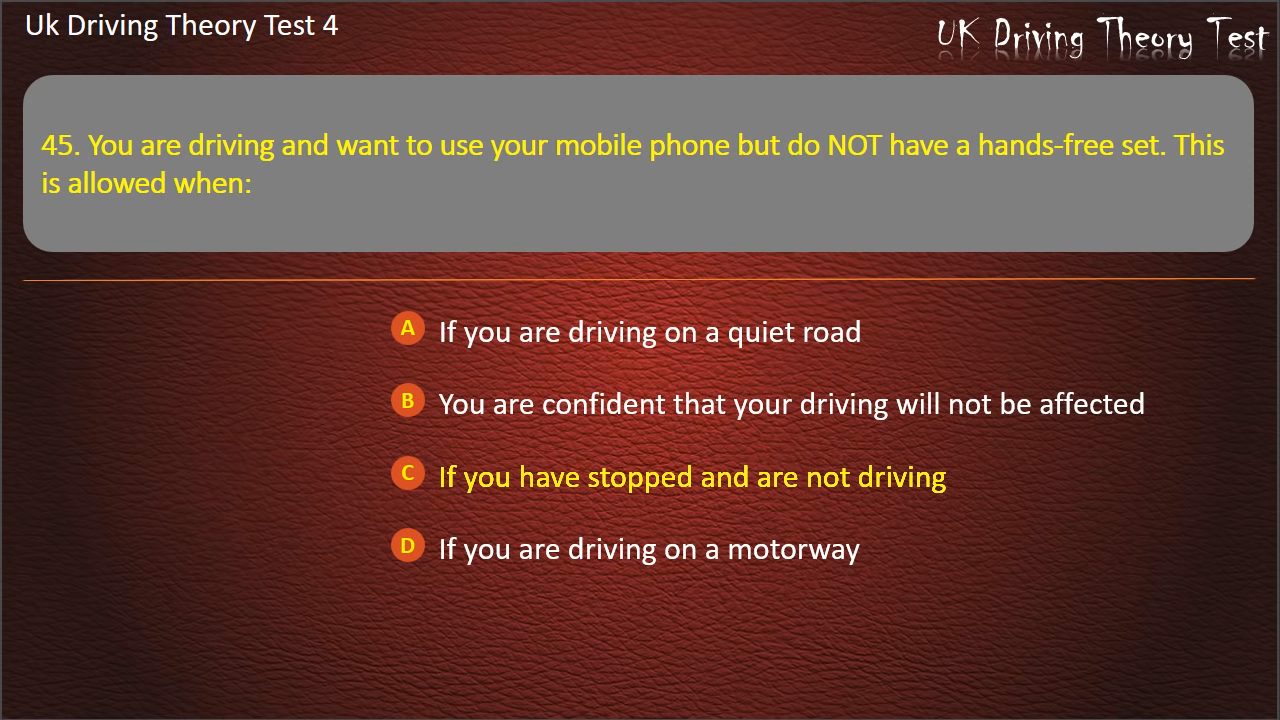 Uk Driving Theory Test 4
UK Driving Theory Test
45. You are driving and want to use your mobile phone but do NOT have a hands-free set. This
is allowed when:
A If you are driving on a quiet road
B You are confident that your driving will not be affected
C If you have stopped and are not driving
D If you are driving on a motorway